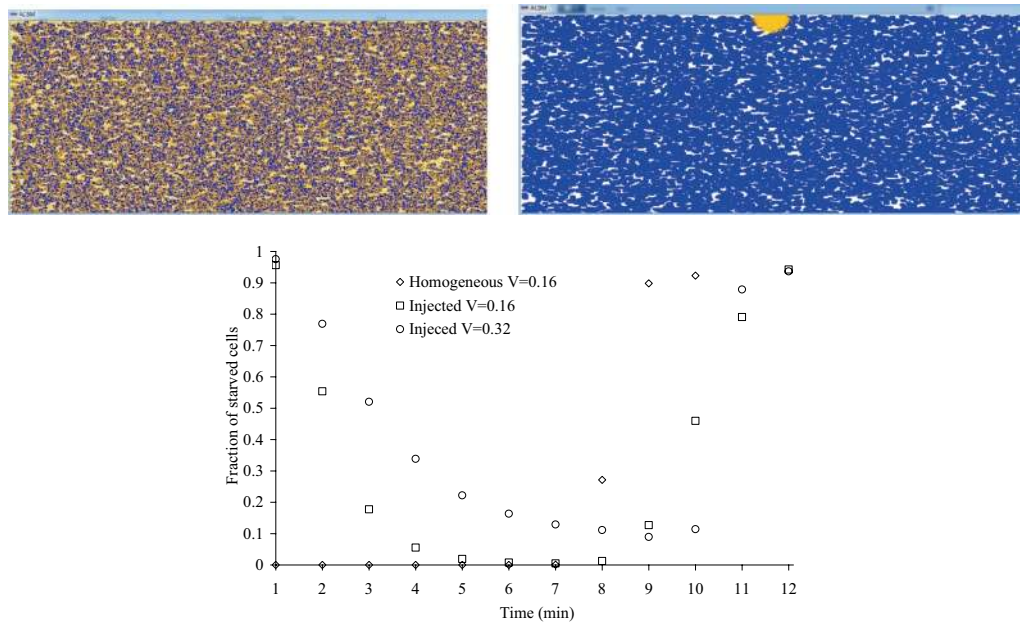 1
0.9
0.8
0.7
0.6
0.5
0.4
0.3
0.2
0.1
0
Fraction of starved cells
Homogeneous V=0.16
Injected V=0.16
Injeced V=0.32
1 2 3 4 5 6 7 8 9 10 11 12
Time (min)